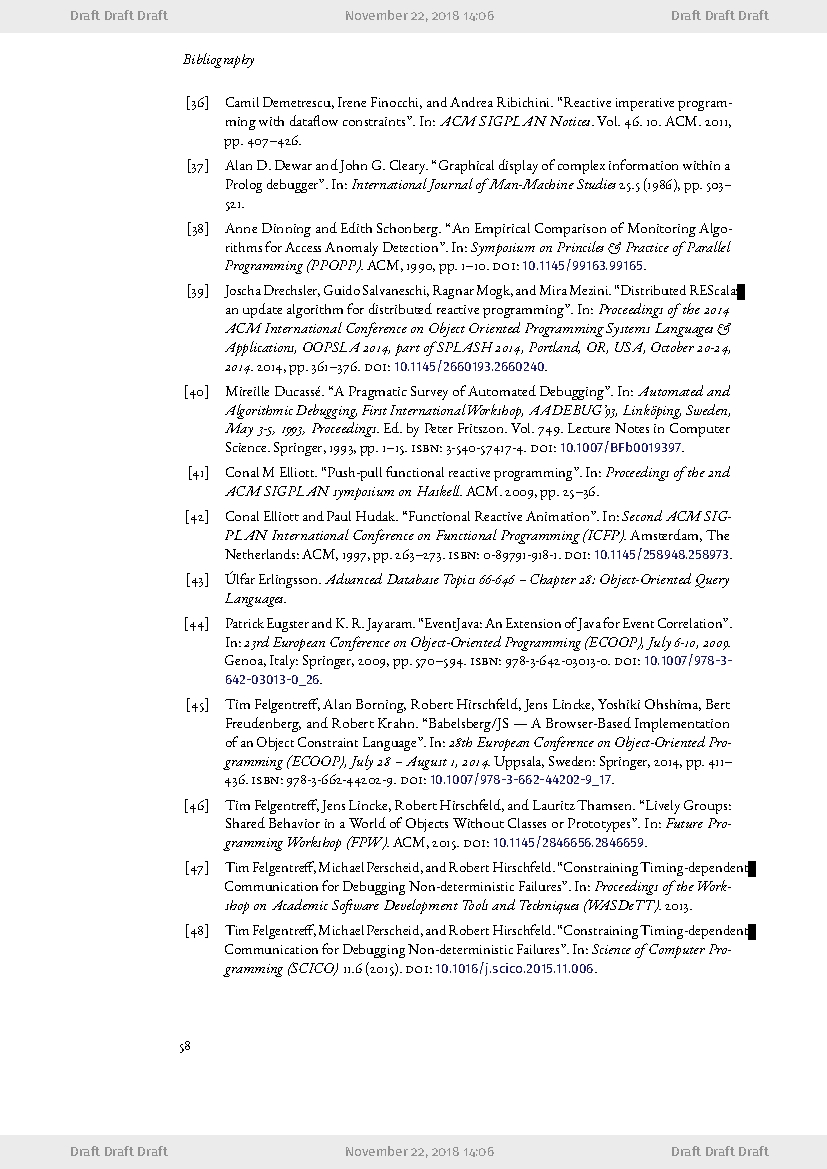 Draft Draft Draft November 22, 2018 14:06 Draft Draft Draft
Bibliography
[36] Camil Demetrescu, Irene Finocchi, and Andrea Ribichini. “Reactive imperative program-
ming with dataflow constraints”. In: ACM SIGPLAN Notices. Vol. 46. 10. ACM. 2011,
pp. 407–426.
[37] Alan D. Dewar and John G. Cleary. “Graphical display of complex information within a
Prolog debugger”. In: International Journal of Man-Machine Studies 25.5 (1986), pp. 503–
521.
[38] Anne Dinning and Edith Schonberg. “An Empirical Comparison of Monitoring Algo-
rithms for Access Anomaly Detection”. In: Symposium on Princiles & Practice of Parallel
Programming (PPOPP). ACM, 1990, pp. 1–10. DOI: 10.1145/99163.99165.
[39] Joscha Drechsler, Guido Salvaneschi, Ragnar Mogk, and Mira Mezini. “Distributed REScala:
an update algorithm for distributed reactive programming”. In: Proceedings of the 2014
ACM International Conference on Object Oriented Programming Systems Languages &
Applications, OOPSLA 2014, part of SPLASH 2014, Portland, OR, USA, October 20-24,
2014. 2014, pp. 361–376. DOI: 10.1145/2660193.2660240.
[40] Mireille Ducassé. “A Pragmatic Survey of Automated Debugging”. In: Automated and
Algorithmic Debugging, First International Workshop, AADEBUG’93, Linköping, Sweden,
May 3-5, 1993, Proceedings. Ed. by Peter Fritszon. Vol. 749. Lecture Notes in Computer
Science. Springer, 1993, pp. 1–15. ISBN: 3-540-57417-4. DOI: 10.1007/BFb0019397.
[41] Conal M Elliott. “Push-pull functional reactive programming”. In: Proceedings of the 2nd
ACM SIGPLAN symposium on Haskell. ACM. 2009, pp. 25–36.
[42] Conal Elliott and Paul Hudak. “Functional Reactive Animation”. In: Second ACM SIG-
PLAN International Conference on Functional Programming (ICFP). Amsterdam, The
Netherlands: ACM, 1997, pp. 263–273. ISBN: 0-89791-918-1. DOI: 10.1145/258948.258973.
[43] Úlfar Erlingsson. Advanced Database Topics 66-646 – Chapter 28: Object-Oriented Query
Languages.
[44] Patrick Eugster and K. R. Jayaram. “EventJava: An Extension of Java for Event Correlation”.
In: 23rd European Conference on Object-Oriented Programming (ECOOP), July 6-10, 2009.
Genoa, Italy: Springer, 2009, pp. 570–594. ISBN: 978-3-642-03013-0. DOI: 10.1007/978-3-
642-03013-0_26.
[45] Tim Felgentreff, Alan Borning, Robert Hirschfeld, Jens Lincke, Yoshiki Ohshima, Bert
Freudenberg, and Robert Krahn. “Babelsberg/JS — A Browser-Based Implementation
of an Object Constraint Language”. In: 28th European Conference on Object-Oriented Pro-
gramming (ECOOP), July 28 – August 1, 2014. Uppsala, Sweden: Springer, 2014, pp. 411–
436. ISBN: 978-3-662-44202-9. DOI: 10.1007/978-3-662-44202-9_17.
[46] Tim Felgentreff, Jens Lincke, Robert Hirschfeld, and Lauritz Thamsen. “Lively Groups:
Shared Behavior in a World of Objects Without Classes or Prototypes”. In: Future Pro-
gramming Workshop (FPW). ACM, 2015. DOI: 10.1145/2846656.2846659.
[47] Tim Felgentreff, Michael Perscheid, and Robert Hirschfeld. “Constraining Timing-dependent
Communication for Debugging Non-deterministic Failures”. In: Proceedings of the Work-
shop on Academic Software Development Tools and Techniques (WASDeTT). 2013.
[48] Tim Felgentreff, Michael Perscheid, and Robert Hirschfeld. “Constraining Timing-dependent
Communication for Debugging Non-deterministic Failures”. In: Science of Computer Pro-
gramming (SCICO) 11.6 (2015). DOI: 10.1016/j.scico.2015.11.006.
58
Draft Draft Draft November 22, 2018 14:06 Draft Draft Draft